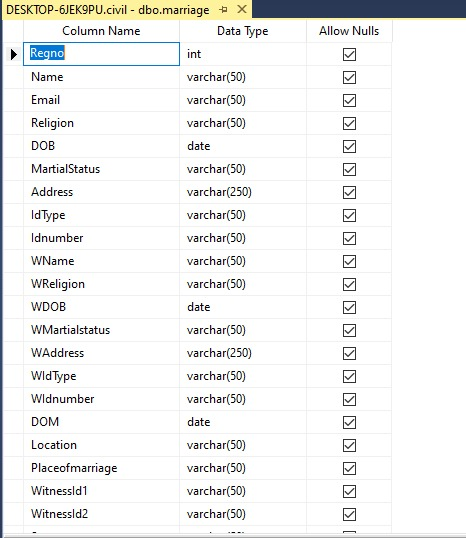 DESKTOP-6JEK9PU.civil - dbo.marriage
Column Name Data Type Allow Nulls
Regno int
Name varchar(50)
Email varchar(50)
Religion varchar(50)
DOB date
MartialStatus varchar(50)
Address varchar(250)
IdType varchar(50)
Idnumber varchar(50)
WName varchar(50)
WReligion varchar(50)
WDOB date
WMartialstatus varchar(50)
WAddress varchar(250)
WIdType varchar(50)
WIdnumber varchar(50)
DOM date
Location varchar(50)
Placeofmarriage varchar(50)
WitnessId1 varchar(50)
WitnessId2 varchar(50)